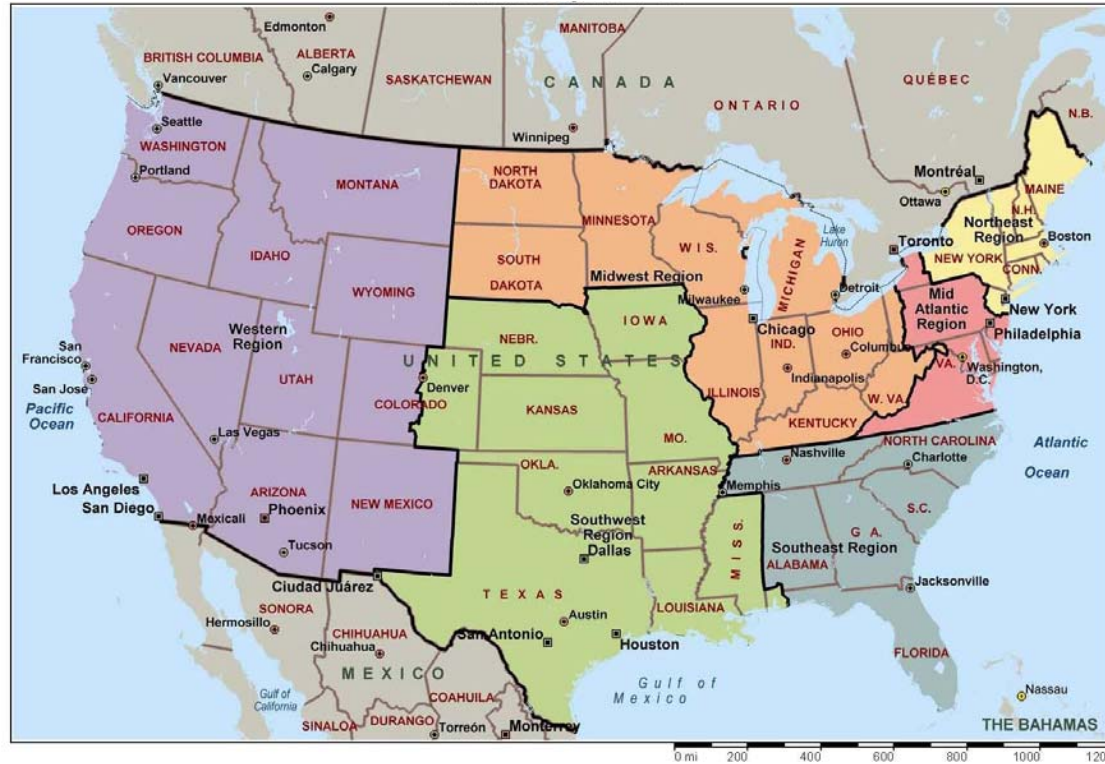 Edmonton
ALBERTA
Calgary
BRITISH COLUMBIA
Vancouver
SASKATCHEWAN
MANITOBA
CANADA
Winnipeg
ONTARIO
QUÉBEC
N.B.
Montréal
Ottawa
Toronto
Seattle
WASHINGTON
Portland
OREGON
IDAHO
MONTANA
WYOMING
Western
Region
NEVADA
UTAH
COLORADO
Denver
San
Francisco
San José
Pacific
Ocean
CALIFORNIA
Las Vegas
Los Angeles
San Diego
Mexicali
ARIZONA
Phoenix
Tucson
NEW MEXICO
UNITED STATES
NORTH
DAKOTA
SOUTH
DAKOTA
MINNESOTA
WIS.
Midwest Region
Milwaukee
MICHIGAN
Lake
Huron
Detroit
Chicago
IND.
Indianapolis
OHIO
Columbus
ILLINOIS
KENTUCKY
W. VA.
VA.
MAINE
N.H.
Northeast
Region
Boston
NEW YORK
CONN.
New York
Mid
Atlantic
Region
Philadelphia
Washington,
D.C.
NEBR.
IOWA
KANSAS
MO.
OKLA.
Oklahoma City
ARKANSAS
Southwest
Region
Dallas
TEXAS
Austin
San Antonio
Houston
LOUISIANA
MISS.
Memphis
Nashville
NORTH CAROLINA
Charlotte
S.C.
GA.
ALABAMA
Southeast Region
Jacksonville
FLORIDA
Atlantic
Ocean
Nassau
THE BAHAMAS
Gulf of
Mexico
Ciudad Juárez
SONORA
Hermosillo
CHIHUAHUA
Chihuahua
MEXICO
COAHUILA
Gulf of
California
SINALOA
DURANGO
Torreón
Monterrey
0 mi 200 400 600 800 1000 120